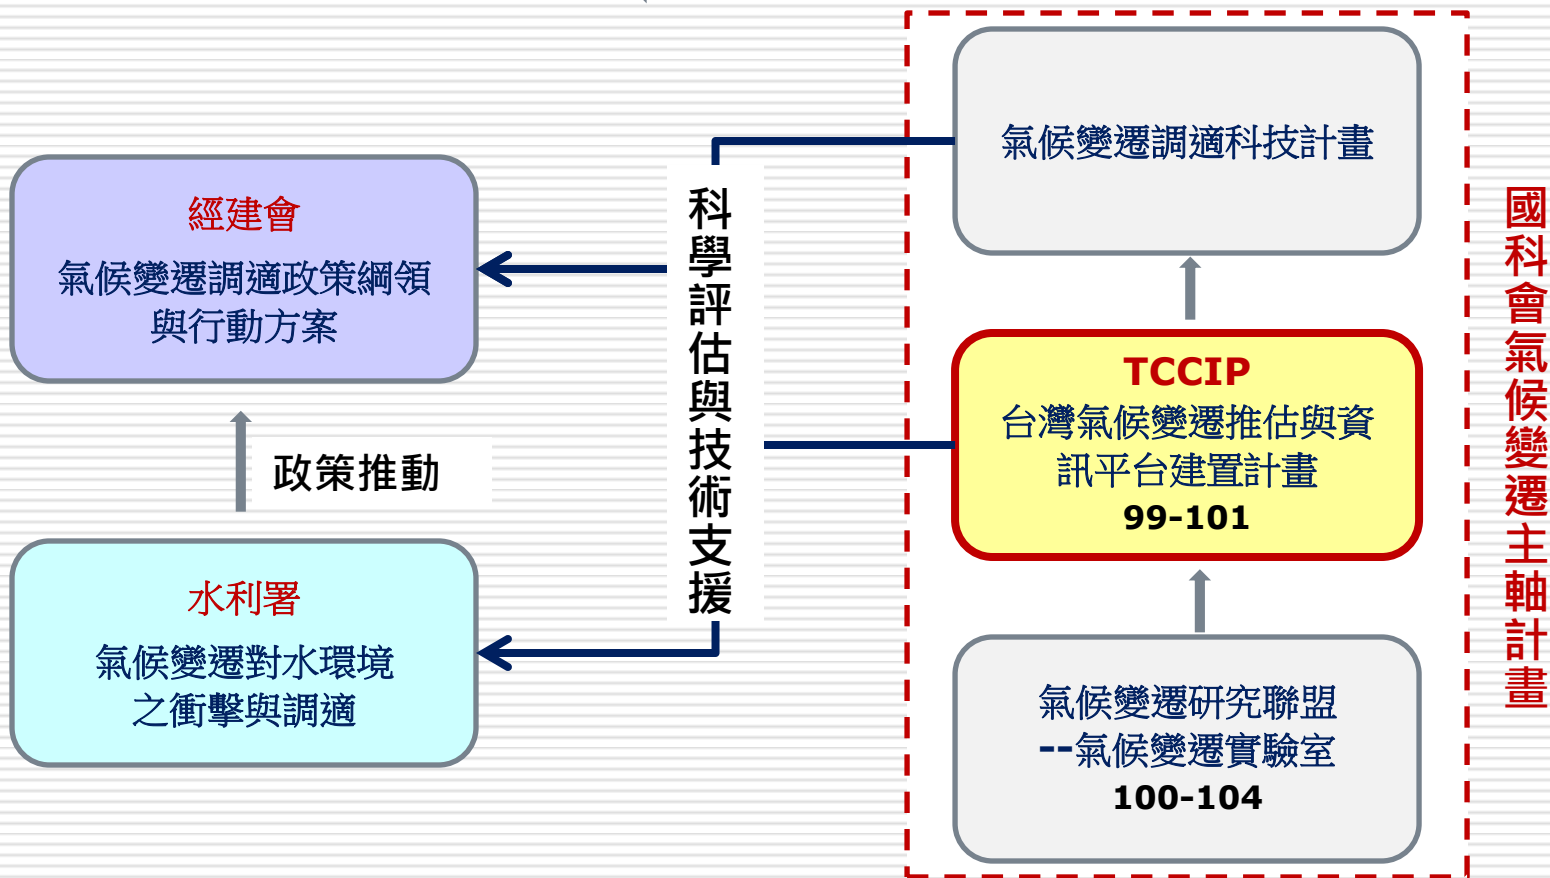 經建會
氣候變遷調適政策綱領
與行動方案
政策推動
水利署
氣候變遷對水環境
之衝擊與調適
科學評估與技術支援
氣候變遷調適科技計畫
TCCIP
台灣氣候變遷推估與資
訊平台建置計畫
99-101
氣候變遷研究聯盟
--氣候變遷實驗室
100-104
國科會氣候變遷主軸計畫